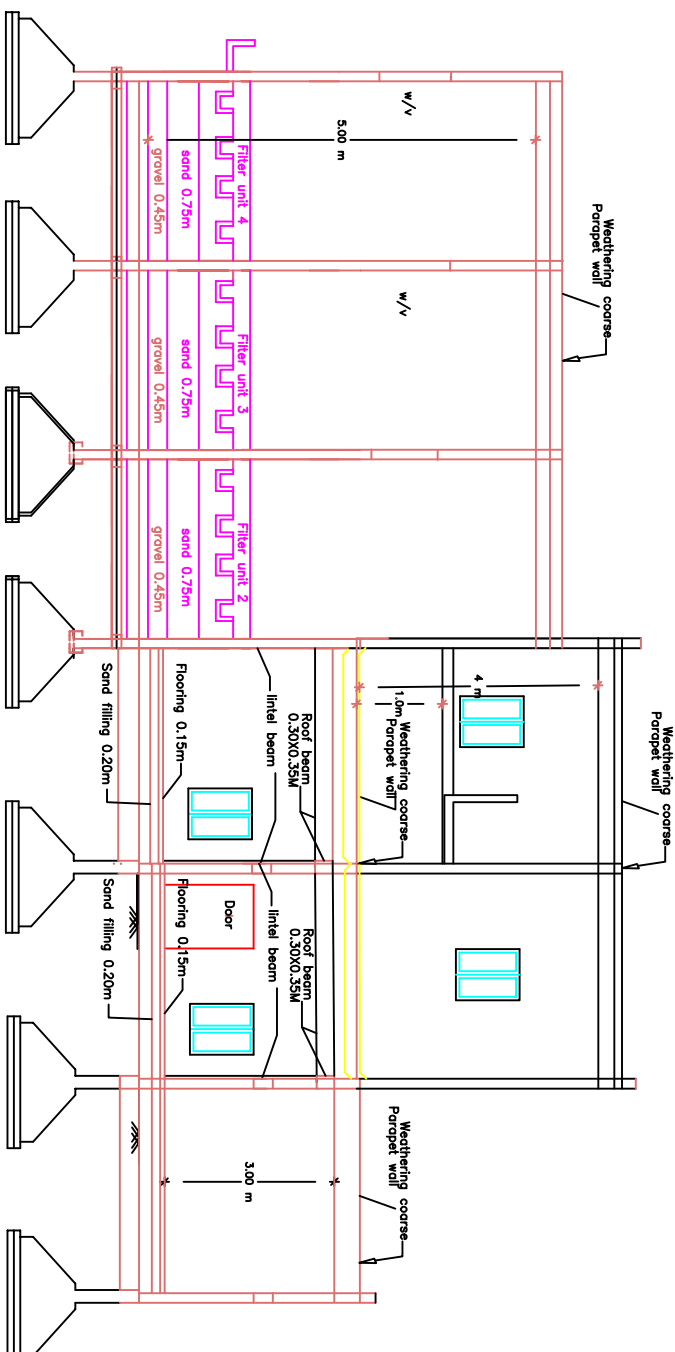 Weathering coarse
Parapet wall
Weathering coarse
Parapet wall
w/v
w/v
5.00 m
4 m
1.0m
Weathering coarse
Parapet wall
Roof beam
0.30X0.35M
Roof beam
0.30X0.35M
Weathering coarse
Parapet wall
Filter unit 4
Filter unit 3
Filter unit 2
lintel beam
lintel beam
Door
3.00 m
sand 0.75m
sand 0.75m
sand 0.75m
Flooring 0.15m
Flooring 0.15m
gravel 0.45m
gravel 0.45m
gravel 0.45m
Sand filling 0.20m
Sand filling 0.20m